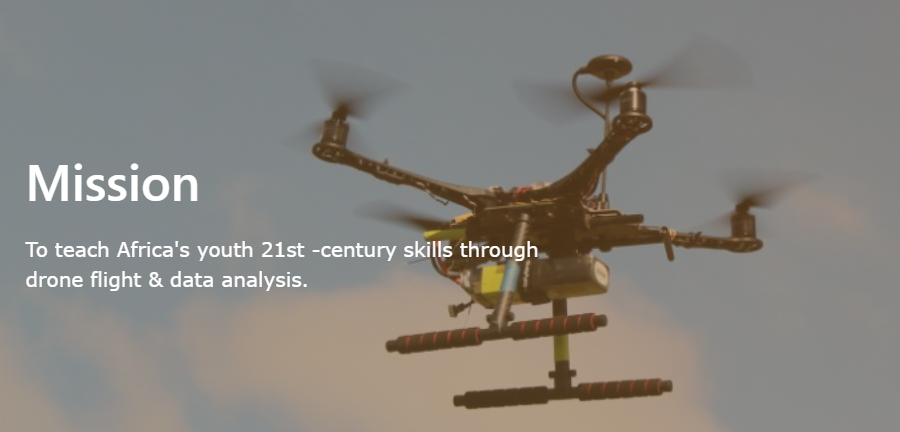 Mission
To teach Africa's youth 21st -century skills through
drone flight & data analysis.